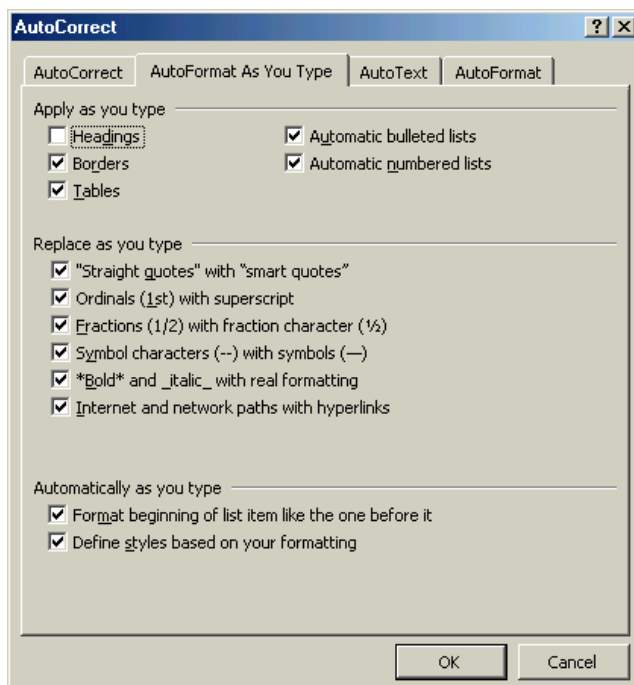 AutoCorrect
AutoCorrect AutoFormat As You Type AutoText AutoFormat
Apply as you type
Headings Automatic bulleted lists
Borders Automatic numbered lists
Tables
Replace as you type
"Straight quotes" with “smart quotes”
Ordinals (1st) with superscript
Fractions (1/2) with fraction character (½)
Symbol characters (--) with symbols (—)
*Bold* and _italic_ with real formatting
Internet and network paths with hyperlinks
Automatically as you type
Format beginning of list item like the one before it
Define styles based on your formatting
OK Cancel